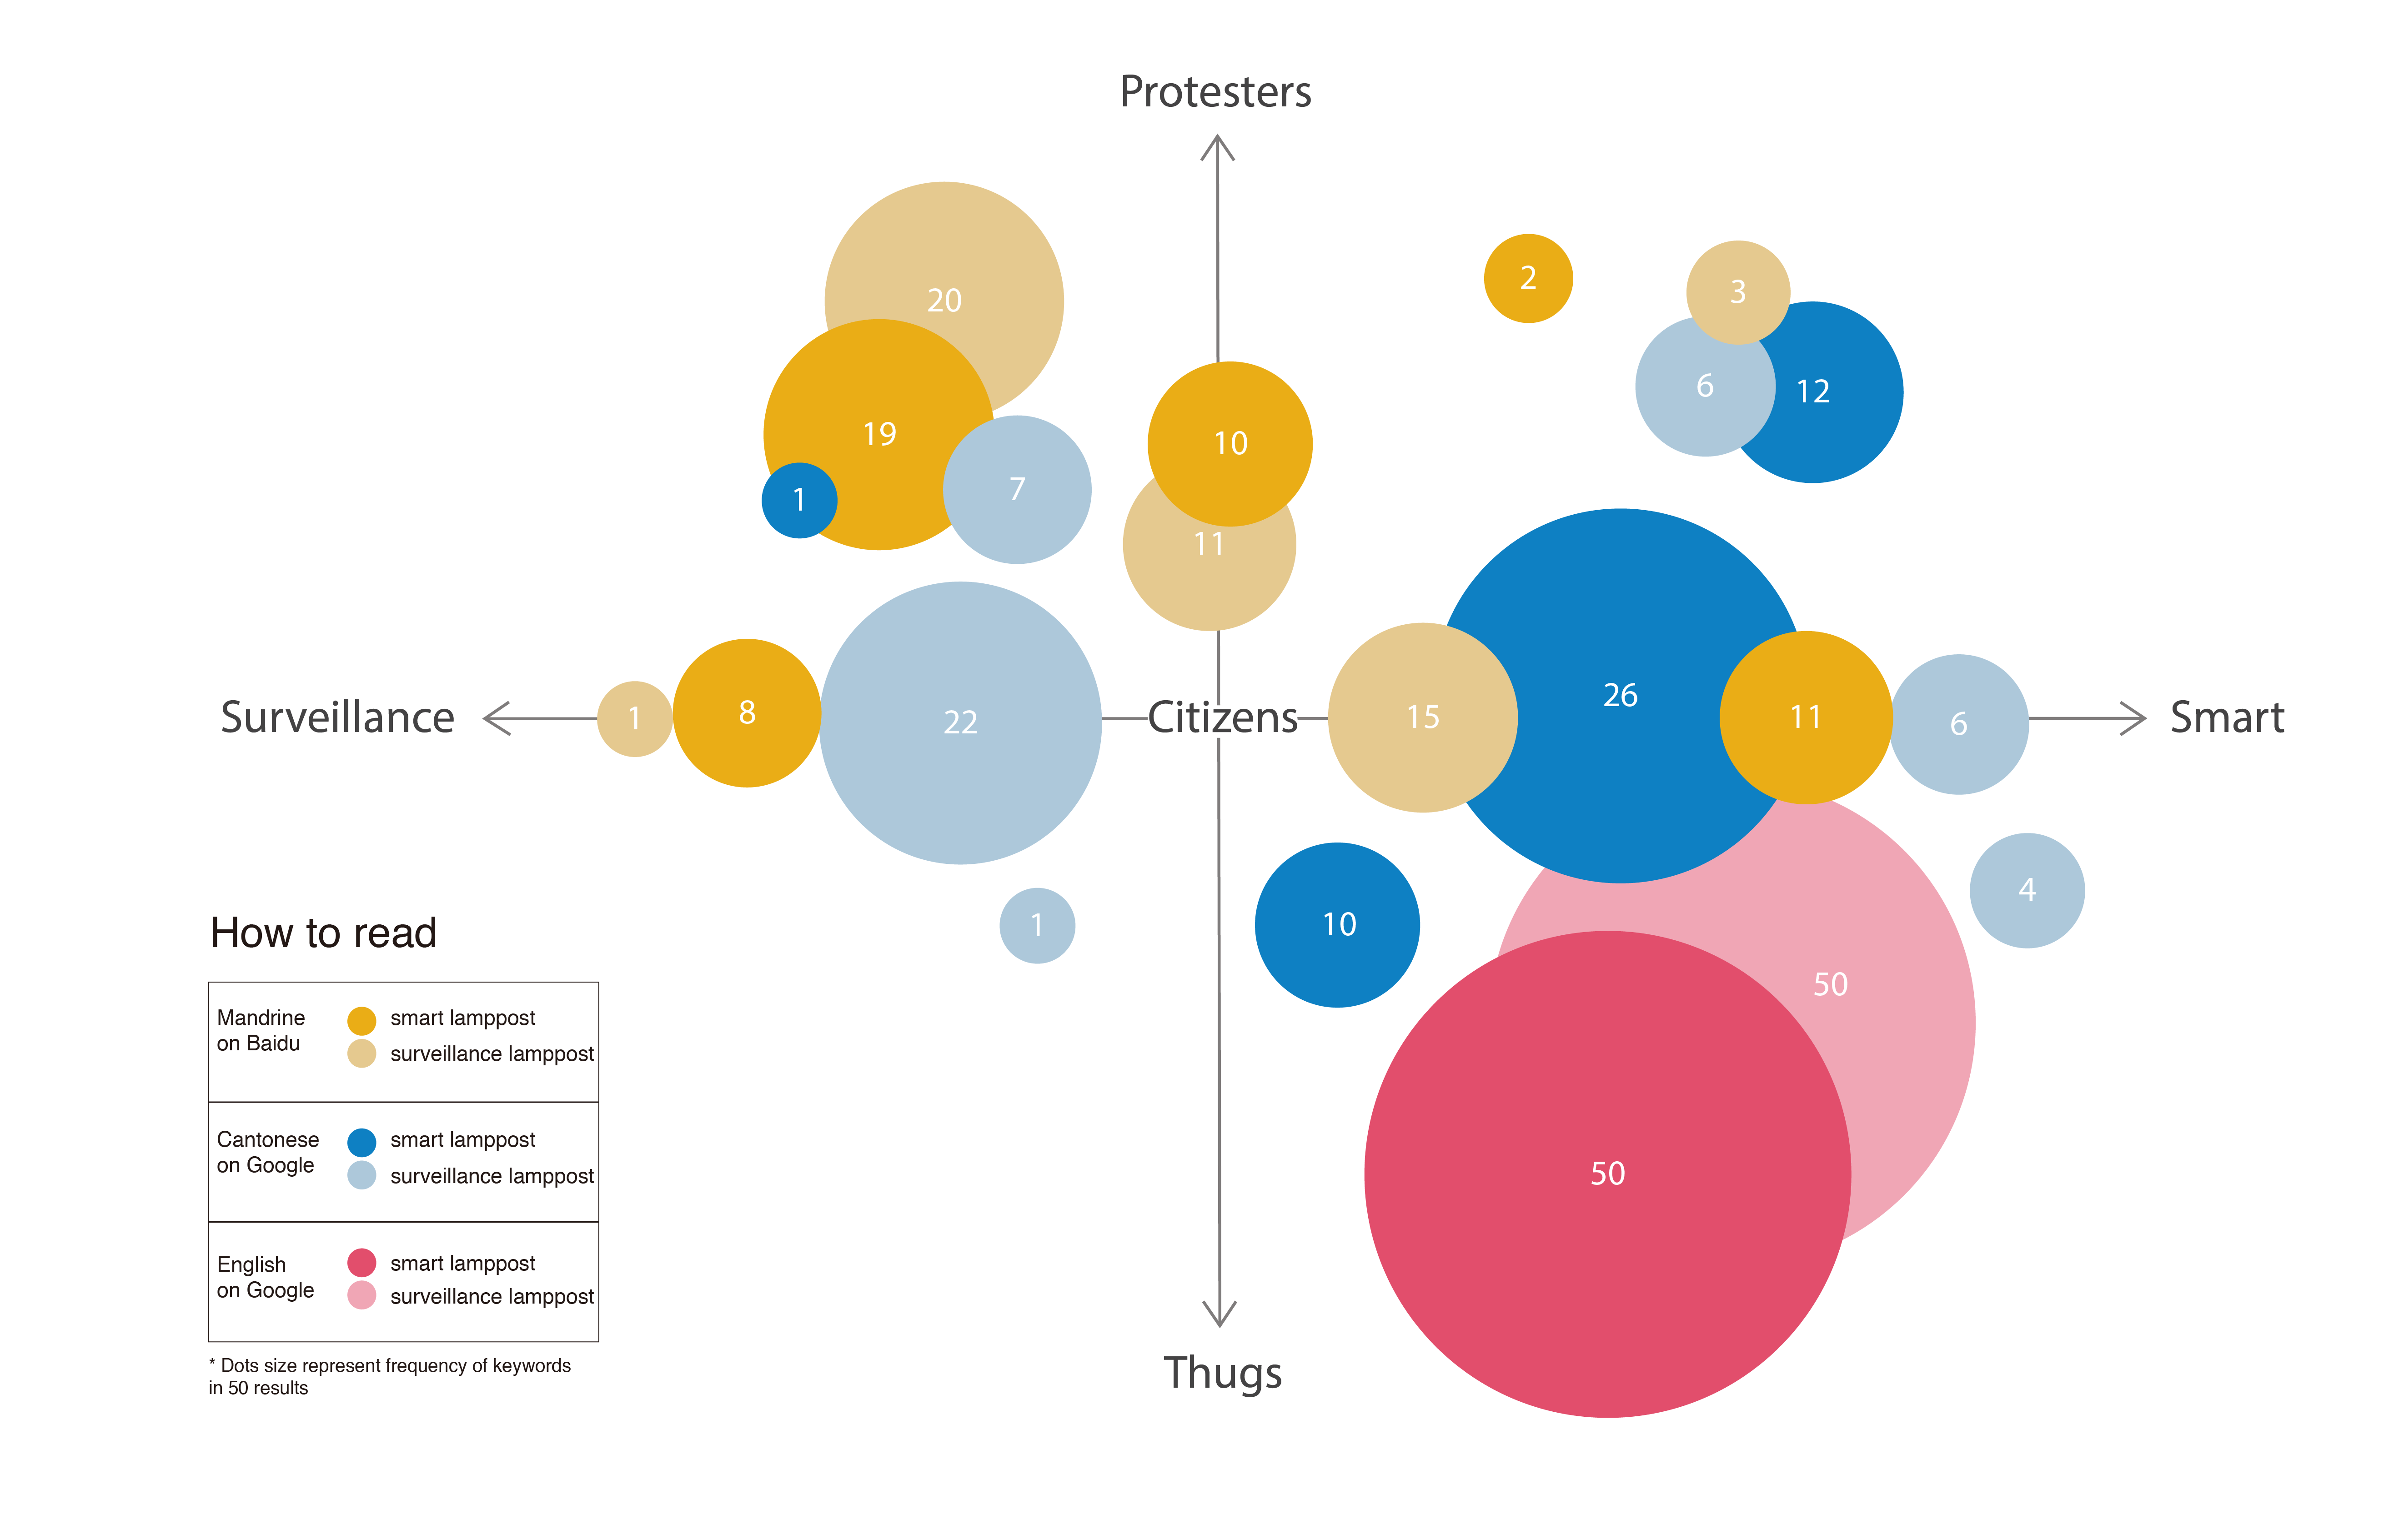 Protesters
20
2
3
6
12
19
10
7
1
11
26
Surveillance
1
8
22
Citizens
15
11
6
Smart
4
1
10
50
50
Thugs
How to read
Mandrine
on Baidu
smart lamppost
surveillance lamppost
Cantonese
on Google
smart lamppost
surveillance lamppost
English
on Google
smart lamppost
surveillance lamppost
* Dots size represent frequency of keywords
in 50 results